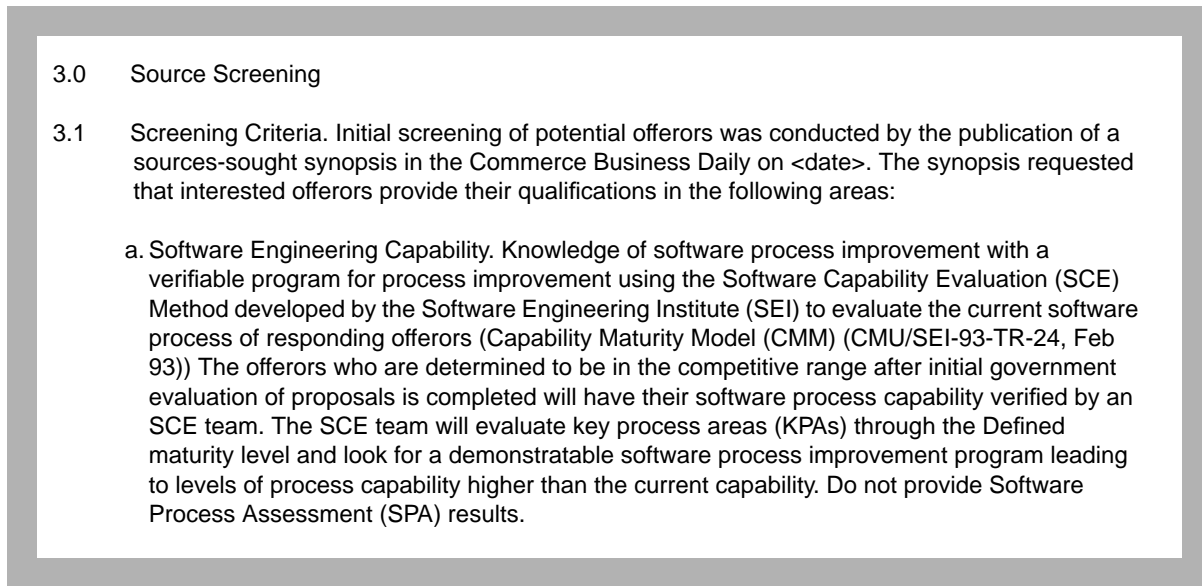 3.0 Source Screening
3.1 Screening Criteria. Initial screening of potential offerors was conducted by the publication of a
sources-sought synopsis in the Commerce Business Daily on <date>. The synopsis requested
that interested offerors provide their qualifications in the following areas:
a. Software Engineering Capability. Knowledge of software process improvement with a
verifiable program for process improvement using the Software Capability Evaluation (SCE)
Method developed by the Software Engineering Institute (SEI) to evaluate the current software
process of responding offerors (Capability Maturity Model (CMM) (CMU/SEI-93-TR-24, Feb
93)) The offerors who are determined to be in the competitive range after initial government
evaluation of proposals is completed will have their software process capability verified by an
SCE team. The SCE team will evaluate key process areas (KPAs) through the Defined
maturity level and look for a demonstratable software process improvement program leading
to levels of process capability higher than the current capability. Do not provide Software
Process Assessment (SPA) results.